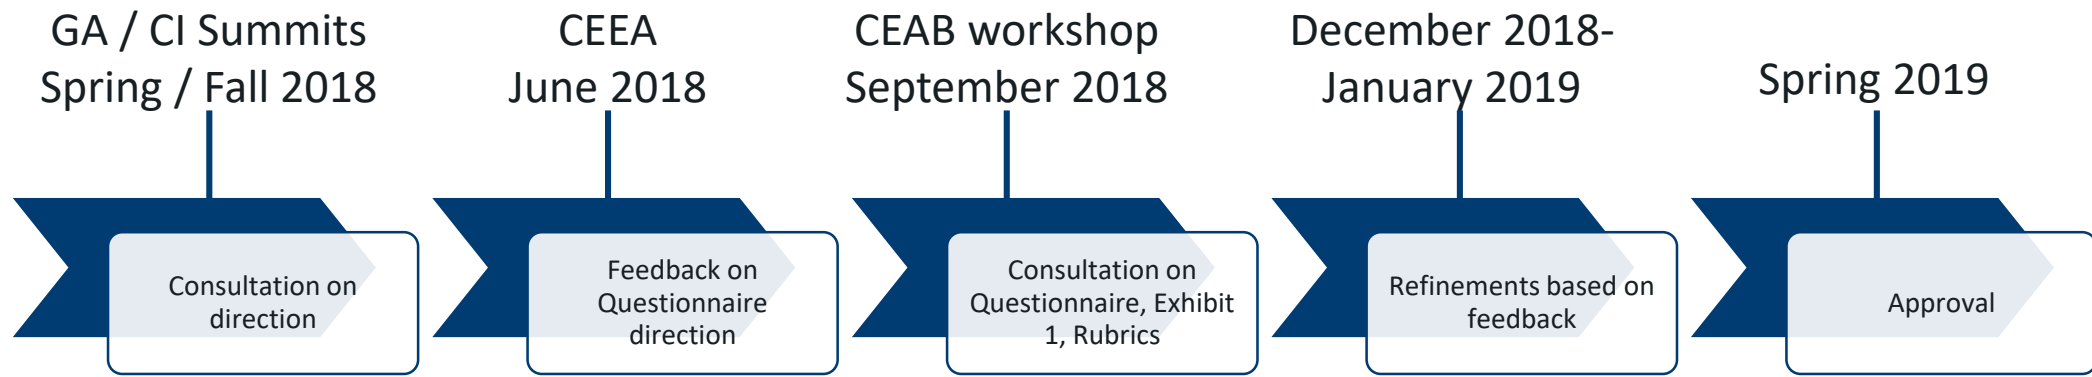 GA / CI Summits
Spring / Fall 2018
Consultation on
direction
CEEA
June 2018
Feedback on
Questionnaire
direction
CEAB workshop
September 2018
Consultation on
Questionnaire, Exhibit
1, Rubrics
December 2018-
January 2019
Refinements based on
feedback
Spring 2019
Approval